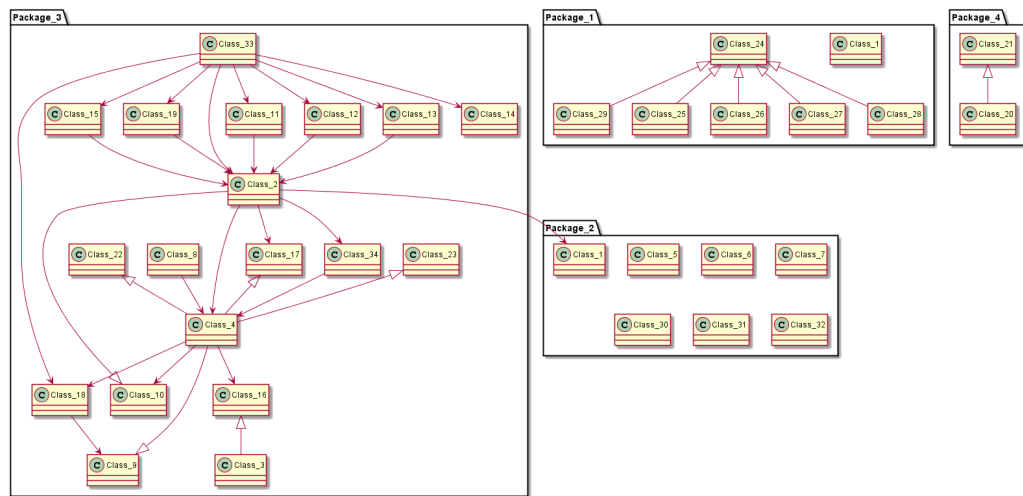 Package_3
Package_1
Package_4
Class_33
Class_24
Class_1
Class_21
Class_15
Class_19
Class_11
Class_12
Class_13
Class_14
Class_29
Class_25
Class_26
Class_27
Class_28
Class_20
Class_2
Package_2
Class_22
Class_8
Class_17
Class_34
Class_23
Class_1
Class_5
Class_6
Class_7
Class_4
Class_30
Class_31
Class_32
Class_18
Class_10
Class_16
Class_9
Class_3